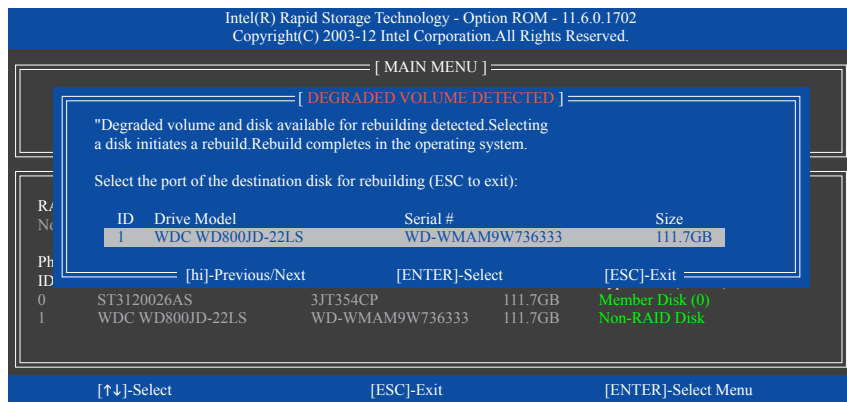 Intel(R) Rapid Storage Technology - Option ROM - 11.6.0.1702
Copyright(C) 2003-12 Intel Corporation.All Rights Reserved.
[ MAIN MENU ]
[ DEGRADED VOLUME DETECTED ]
"Degraded volume and disk available for rebuilding detected.Selecting
a disk initiates a rebuild.Rebuild completes in the operating system.
Select the port of the destination disk for rebuilding (ESC to exit):
ID Drive Model Serial # Size
1 WDC WD800JD-22LS WD-WMAM9W736333 111.7GB
[hi]-Previous/Next [ENTER]-Select [ESC]-Exit
ID
0 ST3120026AS 3JT354CP 111.7GB Member Disk (0)
1 WDC WD800JD-22LS WD-WMAM9W736333 111.7GB Non-RAID Disk
[↑↓]-Select [ESC]-Exit [ENTER]-Select Menu